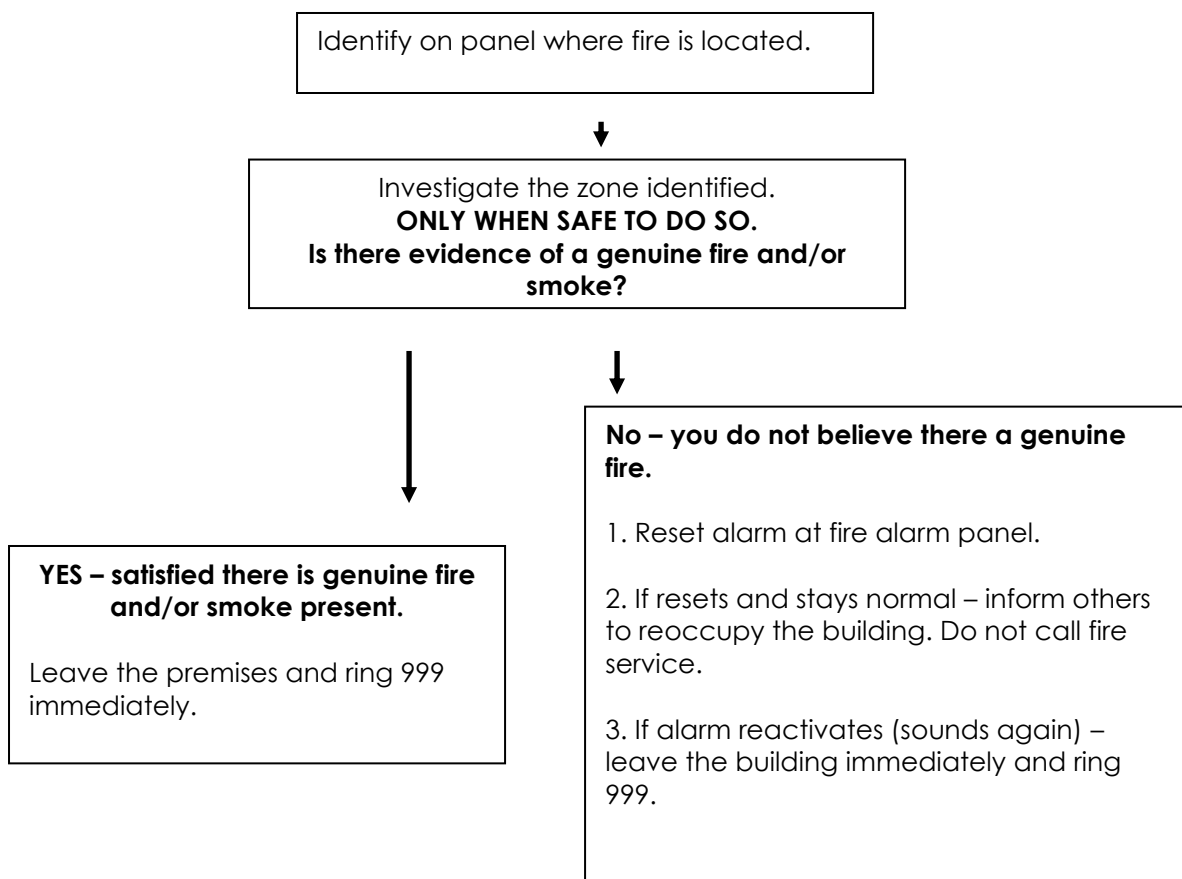 Identify on panel where fire is located.
Investigate the zone identified.
ONLY WHEN SAFE TO DO SO.
Is there evidence of a genuine fire and/or
smoke?
No – you do not believe there a genuine
fire.
1. Reset alarm at fire alarm panel.
2. If resets and stays normal – inform others
to reoccupy the building. Do not call fire
service.
3. If alarm reactivates (sounds again) –
leave the building immediately and ring
999.
YES – satisfied there is genuine fire
and/or smoke present.
Leave the premises and ring 999
immediately.